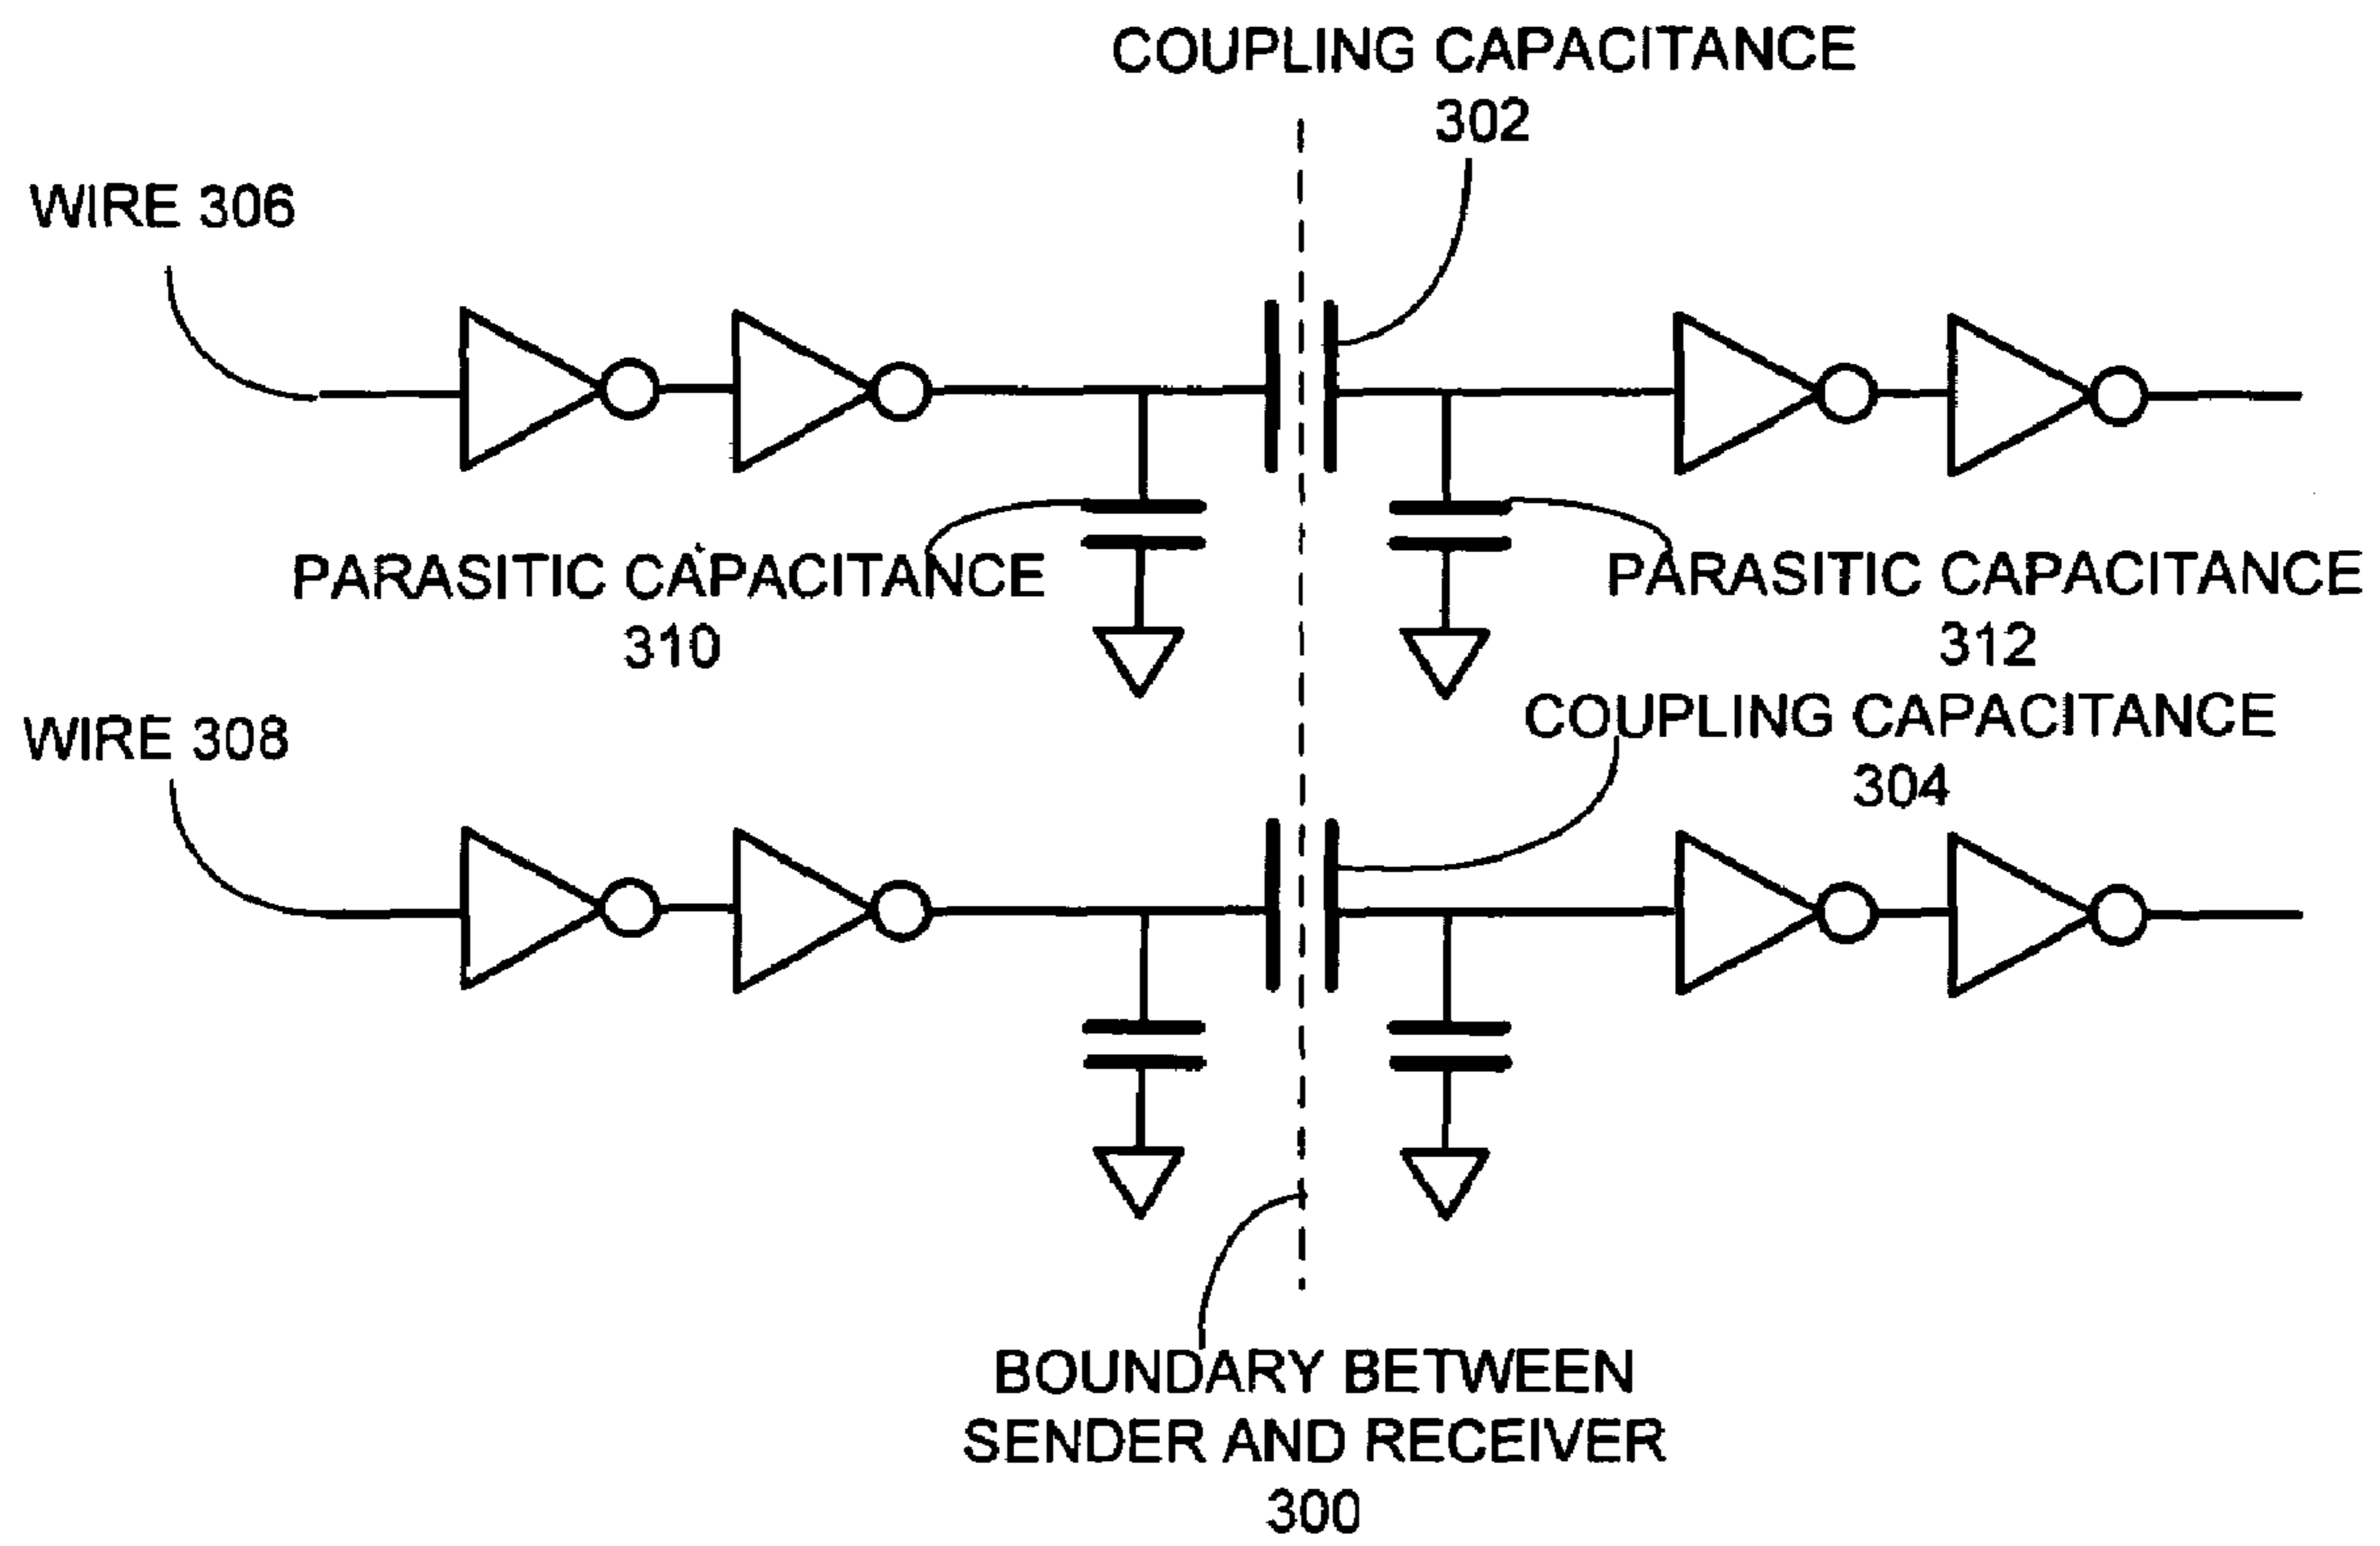 COUPLING CAPACITANCE
302
WIRE 306
PARASITIC CAPACITANCE
310
PARASITIC CAPACITANCE
312
WIRE 308
COUPLING CAPACITANCE
304
BOUNDARY BETWEEN
SENDER AND RECEIVER
300